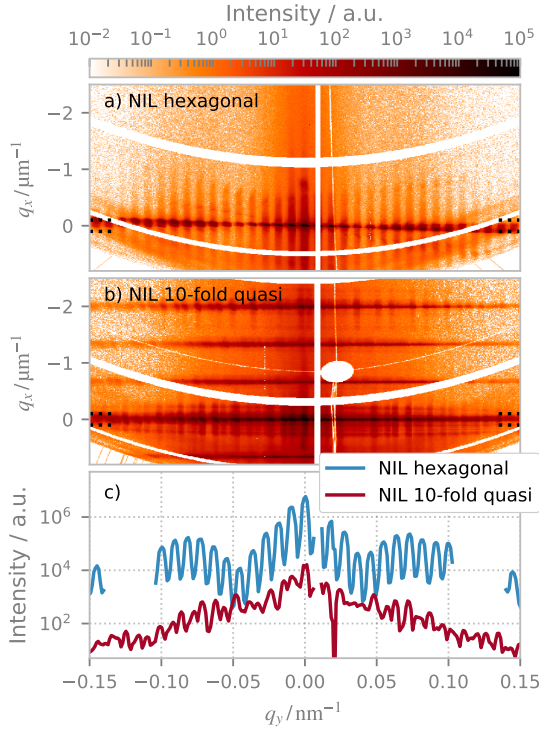 Intensity / a.u.
10⁻² 10⁻¹ 10⁰ 10¹ 10² 10³ 10⁴ 10⁵
a) NIL hexagonal
−2
−1
0
qₓ / μm⁻¹
b) NIL 10-fold quasi
−2
−1
0
qₓ / μm⁻¹
NIL hexagonal
NIL 10-fold quasi
c)
10⁶
10⁴
10²
Intensity / a.u.
−0.15 −0.10 −0.05 0.00 0.05 0.10 0.15
q_y / nm⁻¹